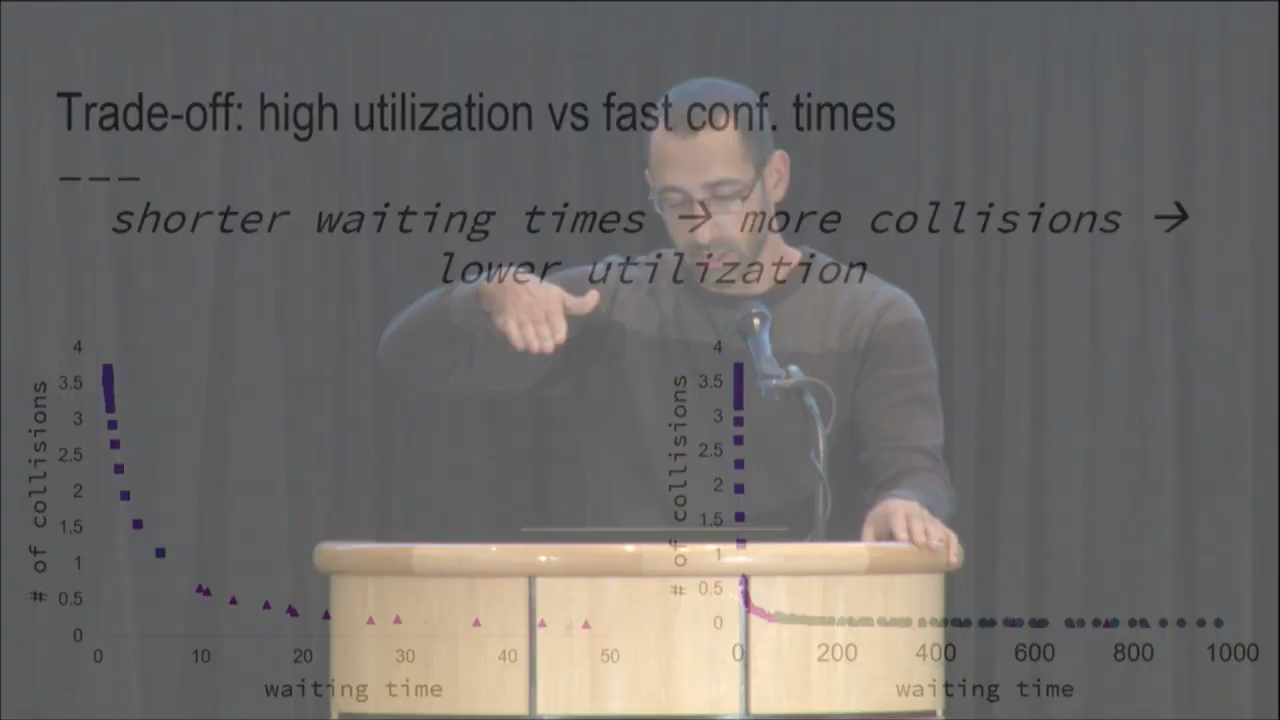 Trade-off: high utilization vs fast conf. times
---
shorter waiting times → more collisions →
lower utilization
# of collisions
4
3.5
3
2.5
2
1.5
1
0.5
0
0 10 20 30 40 50
waiting time
# of collisions
4
3.5
3
2.5
2
1.5
1
0.5
0
0 200 400 600 800 1000
waiting time